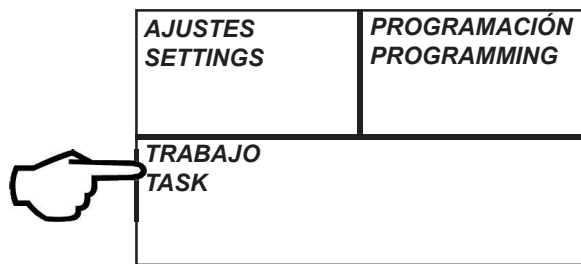 AJUSTES
SETTINGS
PROGRAMACIÓN
PROGRAMMING
TRABAJO
TASK